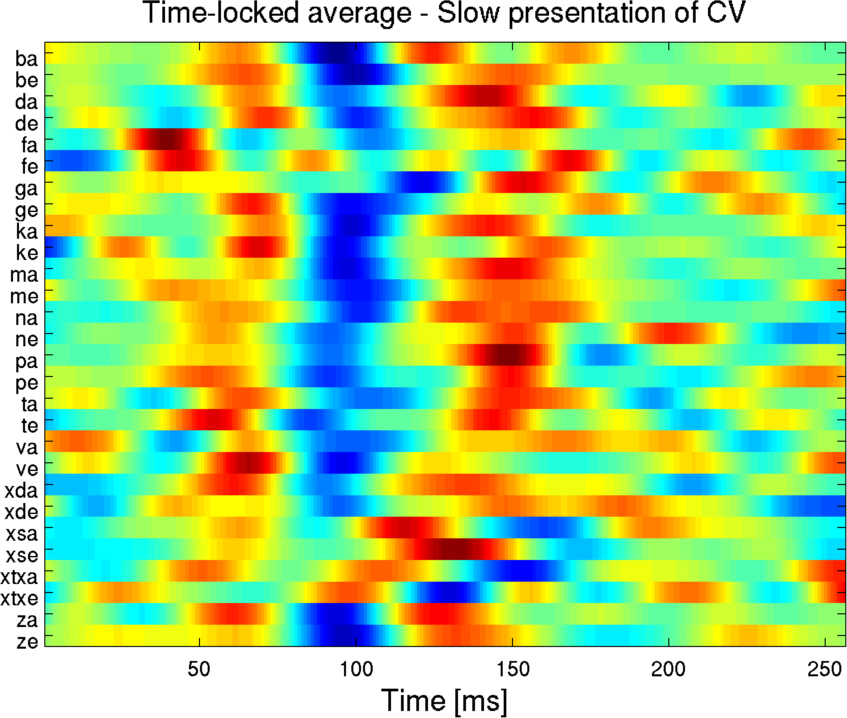 Time-locked average - Slow presentation of CV
ba
be
da
de
fa
fe
ga
ge
ka
ke
ma
me
na
ne
pa
pe
ta
te
va
ve
xda
xde
xsa
xse
xtxa
xtxe
za
ze
50 100 150 200 250
Time [ms]